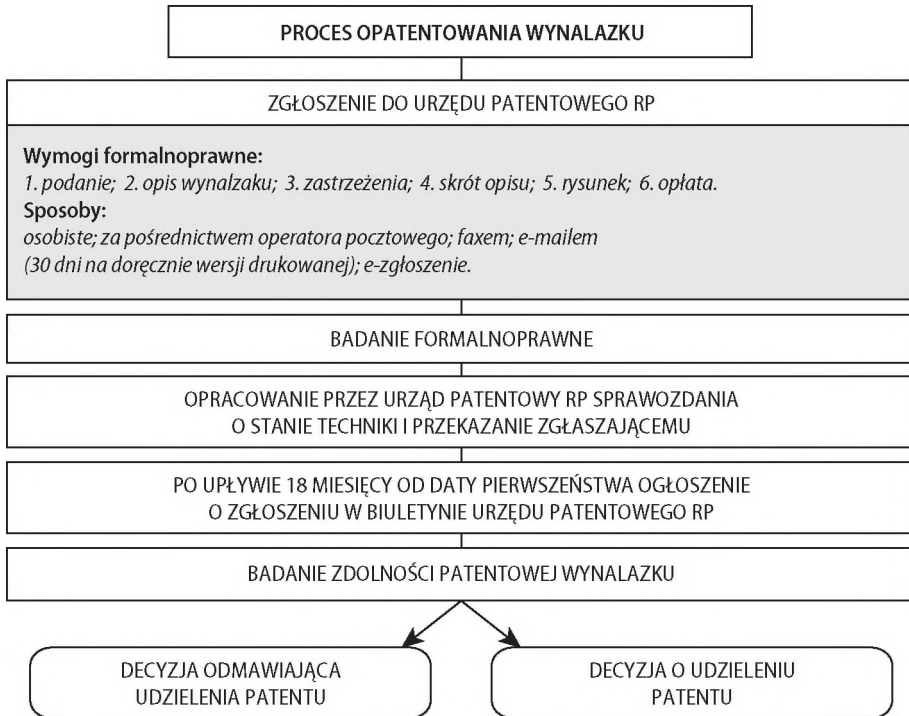 PROCES OPATENTOWANIA WYNALAZKU
ZGŁOSZENIE DO URZĘDU PATENTOWEGO RP
Wymogi formalnoprawne:
1. podanie; 2. opis wynalzaku; 3. zastrzeżenia; 4. skrót opisu; 5. rysunek; 6. opłata.
Sposoby:
osobiste; za pośrednictwem operatora pocztowego; faxem; e-mailem
(30 dni na doręcznie wersji drukowanej); e-zgłoszenie.
BADANIE FORMALNOPRAWNE
OPRACOWANIE PRZEZ URZĄD PATENTOWY RP SPRAWOZDANIA
O STANIE TECHNIKI I PRZEKAZANIE ZGŁASZAJĄCEMU
PO UPŁYWIE 18 MIESIĘCY OD DATY PIERWSZEŃSTWA OGŁOSZENIE
O ZGŁOSZENIU W BIULETYNIE URZĘDU PATENTOWEGO RP
BADANIE ZDOLNOŚCI PATENTOWEJ WYNALAZKU
DECYZJA ODMAWIAJĄCA
UDZIELENIA PATENTU
DECYZJA O UDZIELENIU
PATENTU